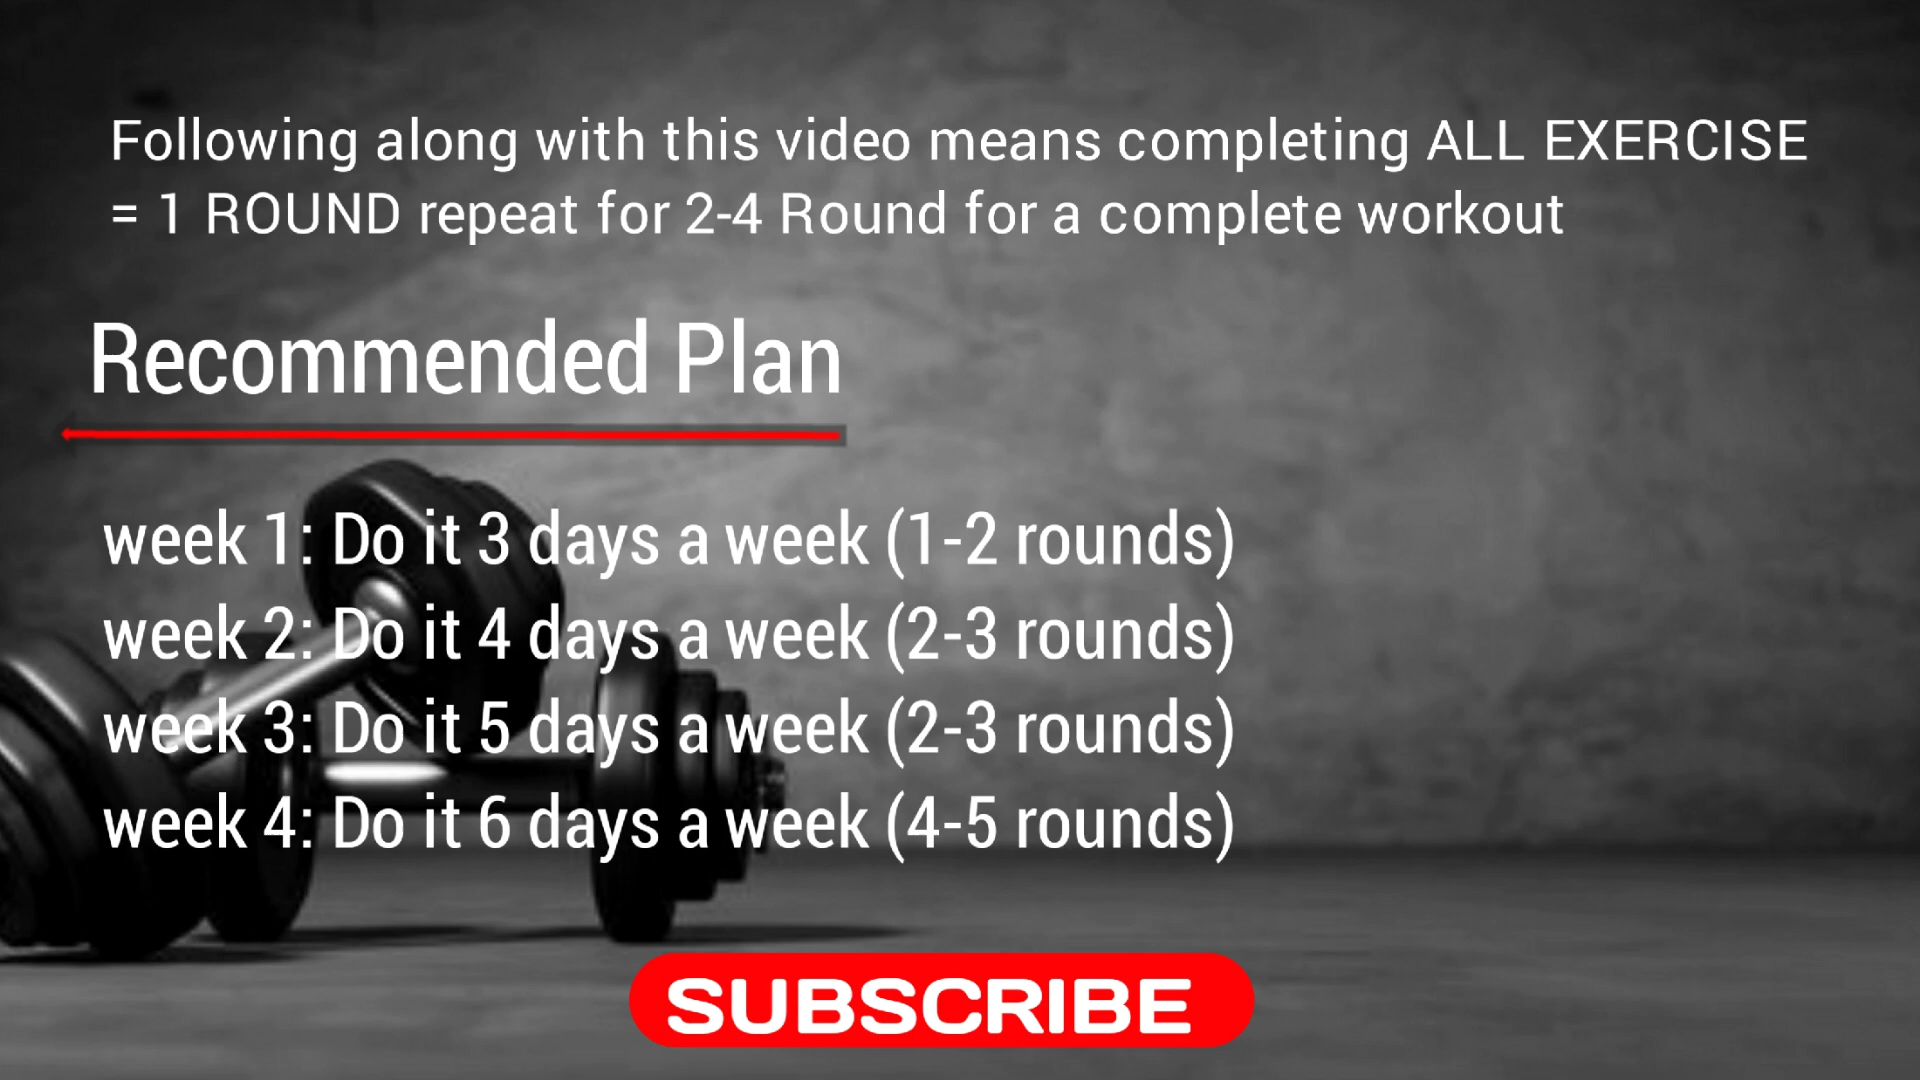 Following along with this video means completing ALL EXERCISE
= 1 ROUND repeat for 2-4 Round for a complete workout
Recommended Plan
week 1: Do it 3 days a week (1-2 rounds)
week 2: Do it 4 days a week (2-3 rounds)
week 3: Do it 5 days a week (2-3 rounds)
week 4: Do it 6 days a week (4-5 rounds)
SUBSCRIBE